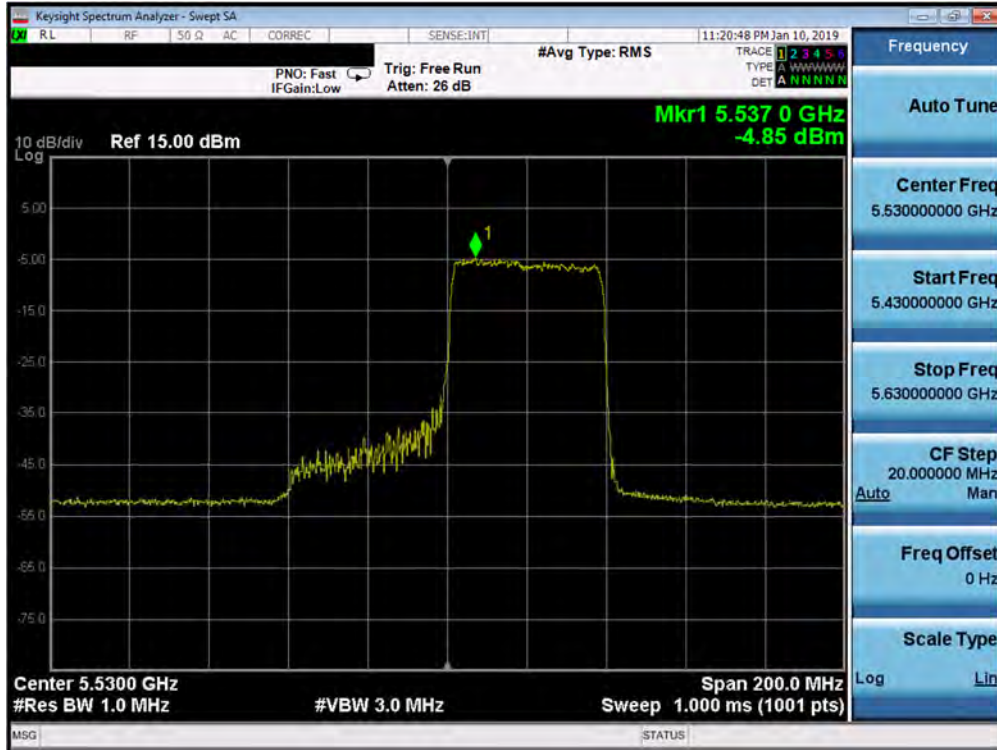 Keysight Spectrum Analyzer - Swept SA
LXI RL RF 50 Ω AC CORREC SENSE:INT 11:20:48 PM Jan 10, 2019
#Avg Type: RMS
TRACE 1 2 3 4 5 6
PNO: Fast Trig: Free Run
TYPE A WWWWW
IFGain:Low Atten: 26 dB
DET A N N N N N
Mkr1 5.537 0 GHz
-4.85 dBm
10 dB/div Ref 15.00 dBm
Log
5.00
1
-5.00
-15.0
-25.0
-35.0
-45.0
-55.0
-65.0
-75.0
Center 5.5300 GHz Span 200.0 MHz
#Res BW 1.0 MHz #VBW 3.0 MHz Sweep 1.000 ms (1001 pts)
MSG STATUS
Frequency
Auto Tune
Center Freq
5.530000000 GHz
Start Freq
5.430000000 GHz
Stop Freq
5.630000000 GHz
CF Step
20.000000 MHz
Auto Man
Freq Offset
0 Hz
Scale Type
Log Lin